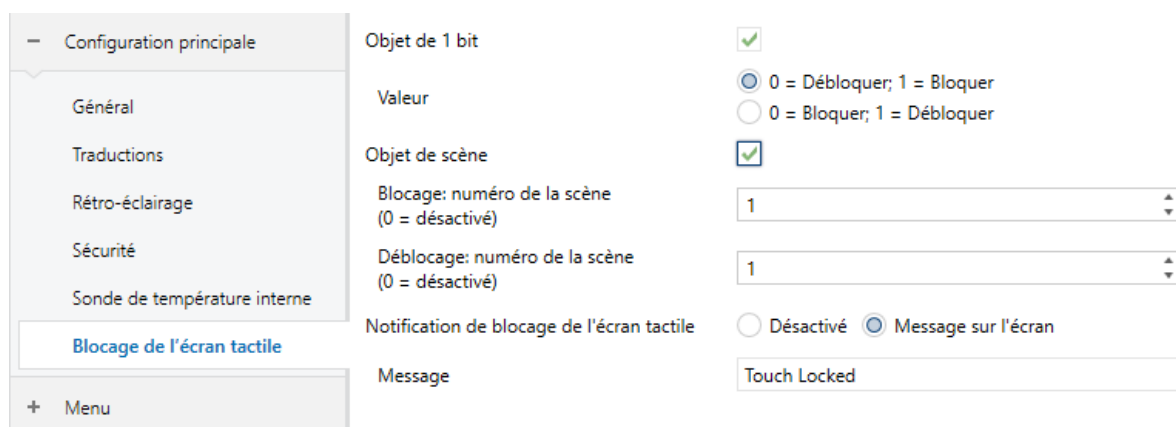 − Configuration principale
Général
Traductions
Rétro-éclairage
Sécurité
Sonde de température interne
Blocage de l’écran tactile
+ Menu
Objet de 1 bit
Valeur
0 = Débloquer; 1 = Bloquer
0 = Bloquer; 1 = Débloquer
Objet de scène
Blocage: numéro de la scène
(0 = désactivé)
1
Déblocage: numéro de la scène
(0 = désactivé)
1
Notification de blocage de l'écran tactile
Désactivé
Message sur l'écran
Message
Touch Locked